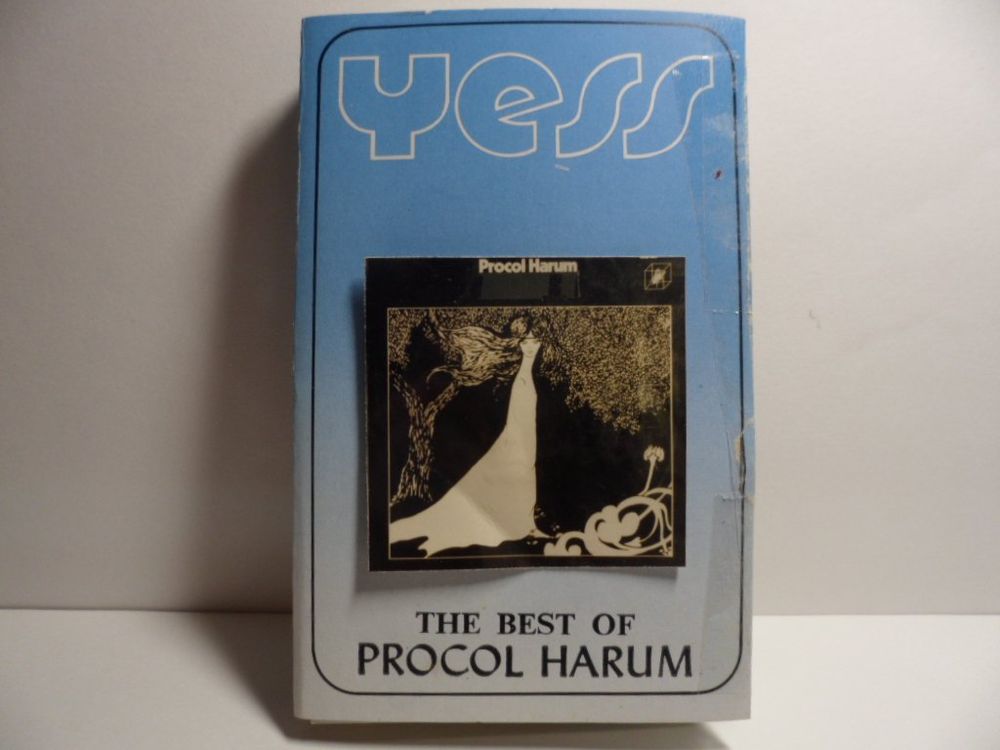 Yess
Procol Harum
THE BEST OF
PROCOL HARUM